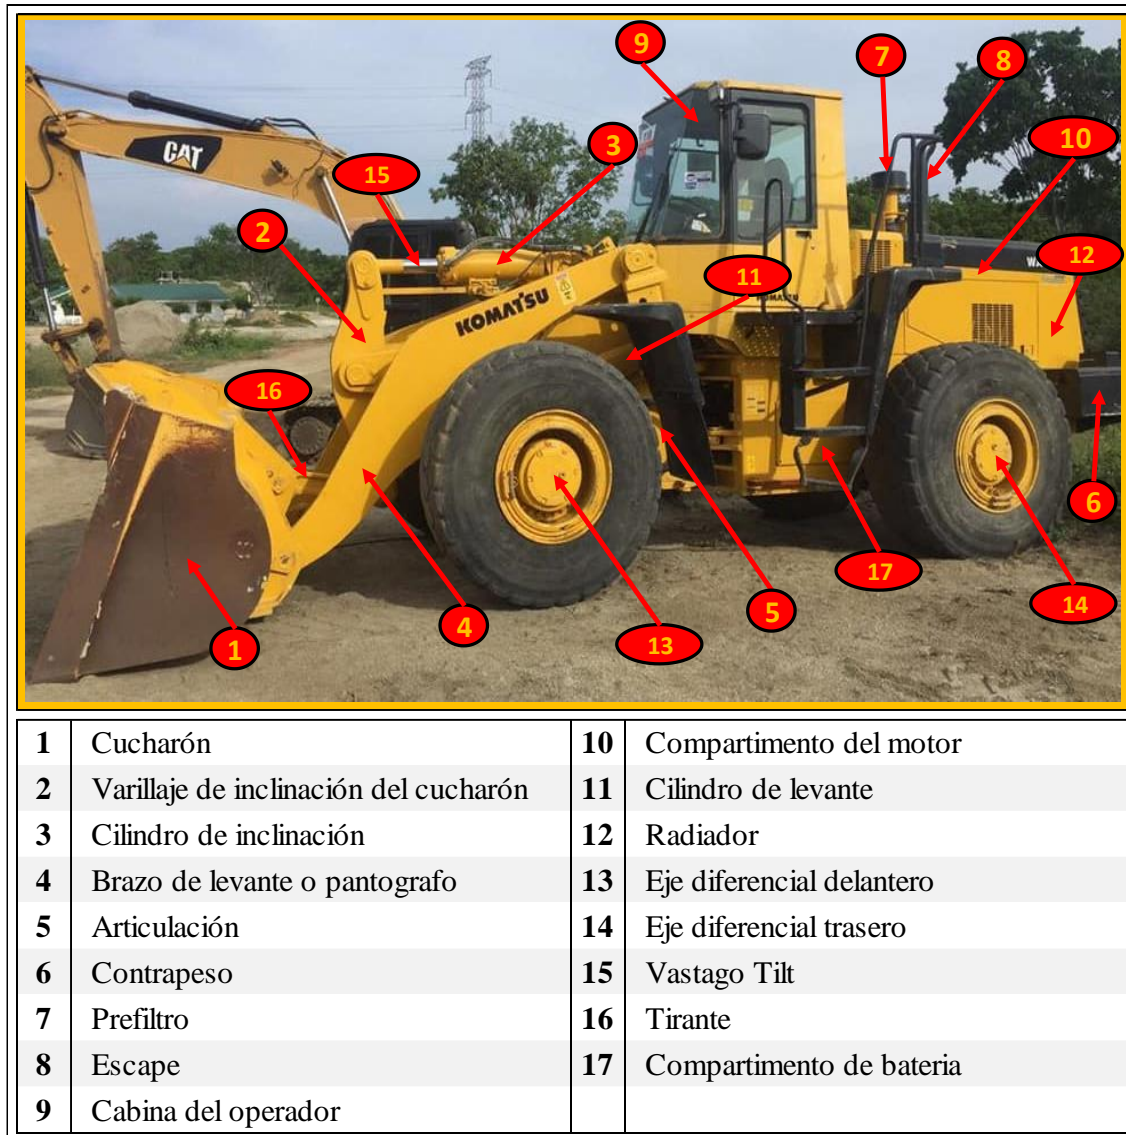 9
7
8
10
3
15
2
CAT
12
11
WA
KOMATSU
KOMATSU
16
6
17
5
14
4
13
1
1 Cucharón 10 Compartimento del motor
2 Varillaje de inclinación del cucharón 11 Cilindro de levante
3 Cilindro de inclinación 12 Radiador
4 Brazo de levante o pantografo 13 Eje diferencial delantero
5 Articulación 14 Eje diferencial trasero
6 Contrapeso 15 Vastago Tilt
7 Prefiltro 16 Tirante
8 Escape 17 Compartimento de bateria
9 Cabina del operador